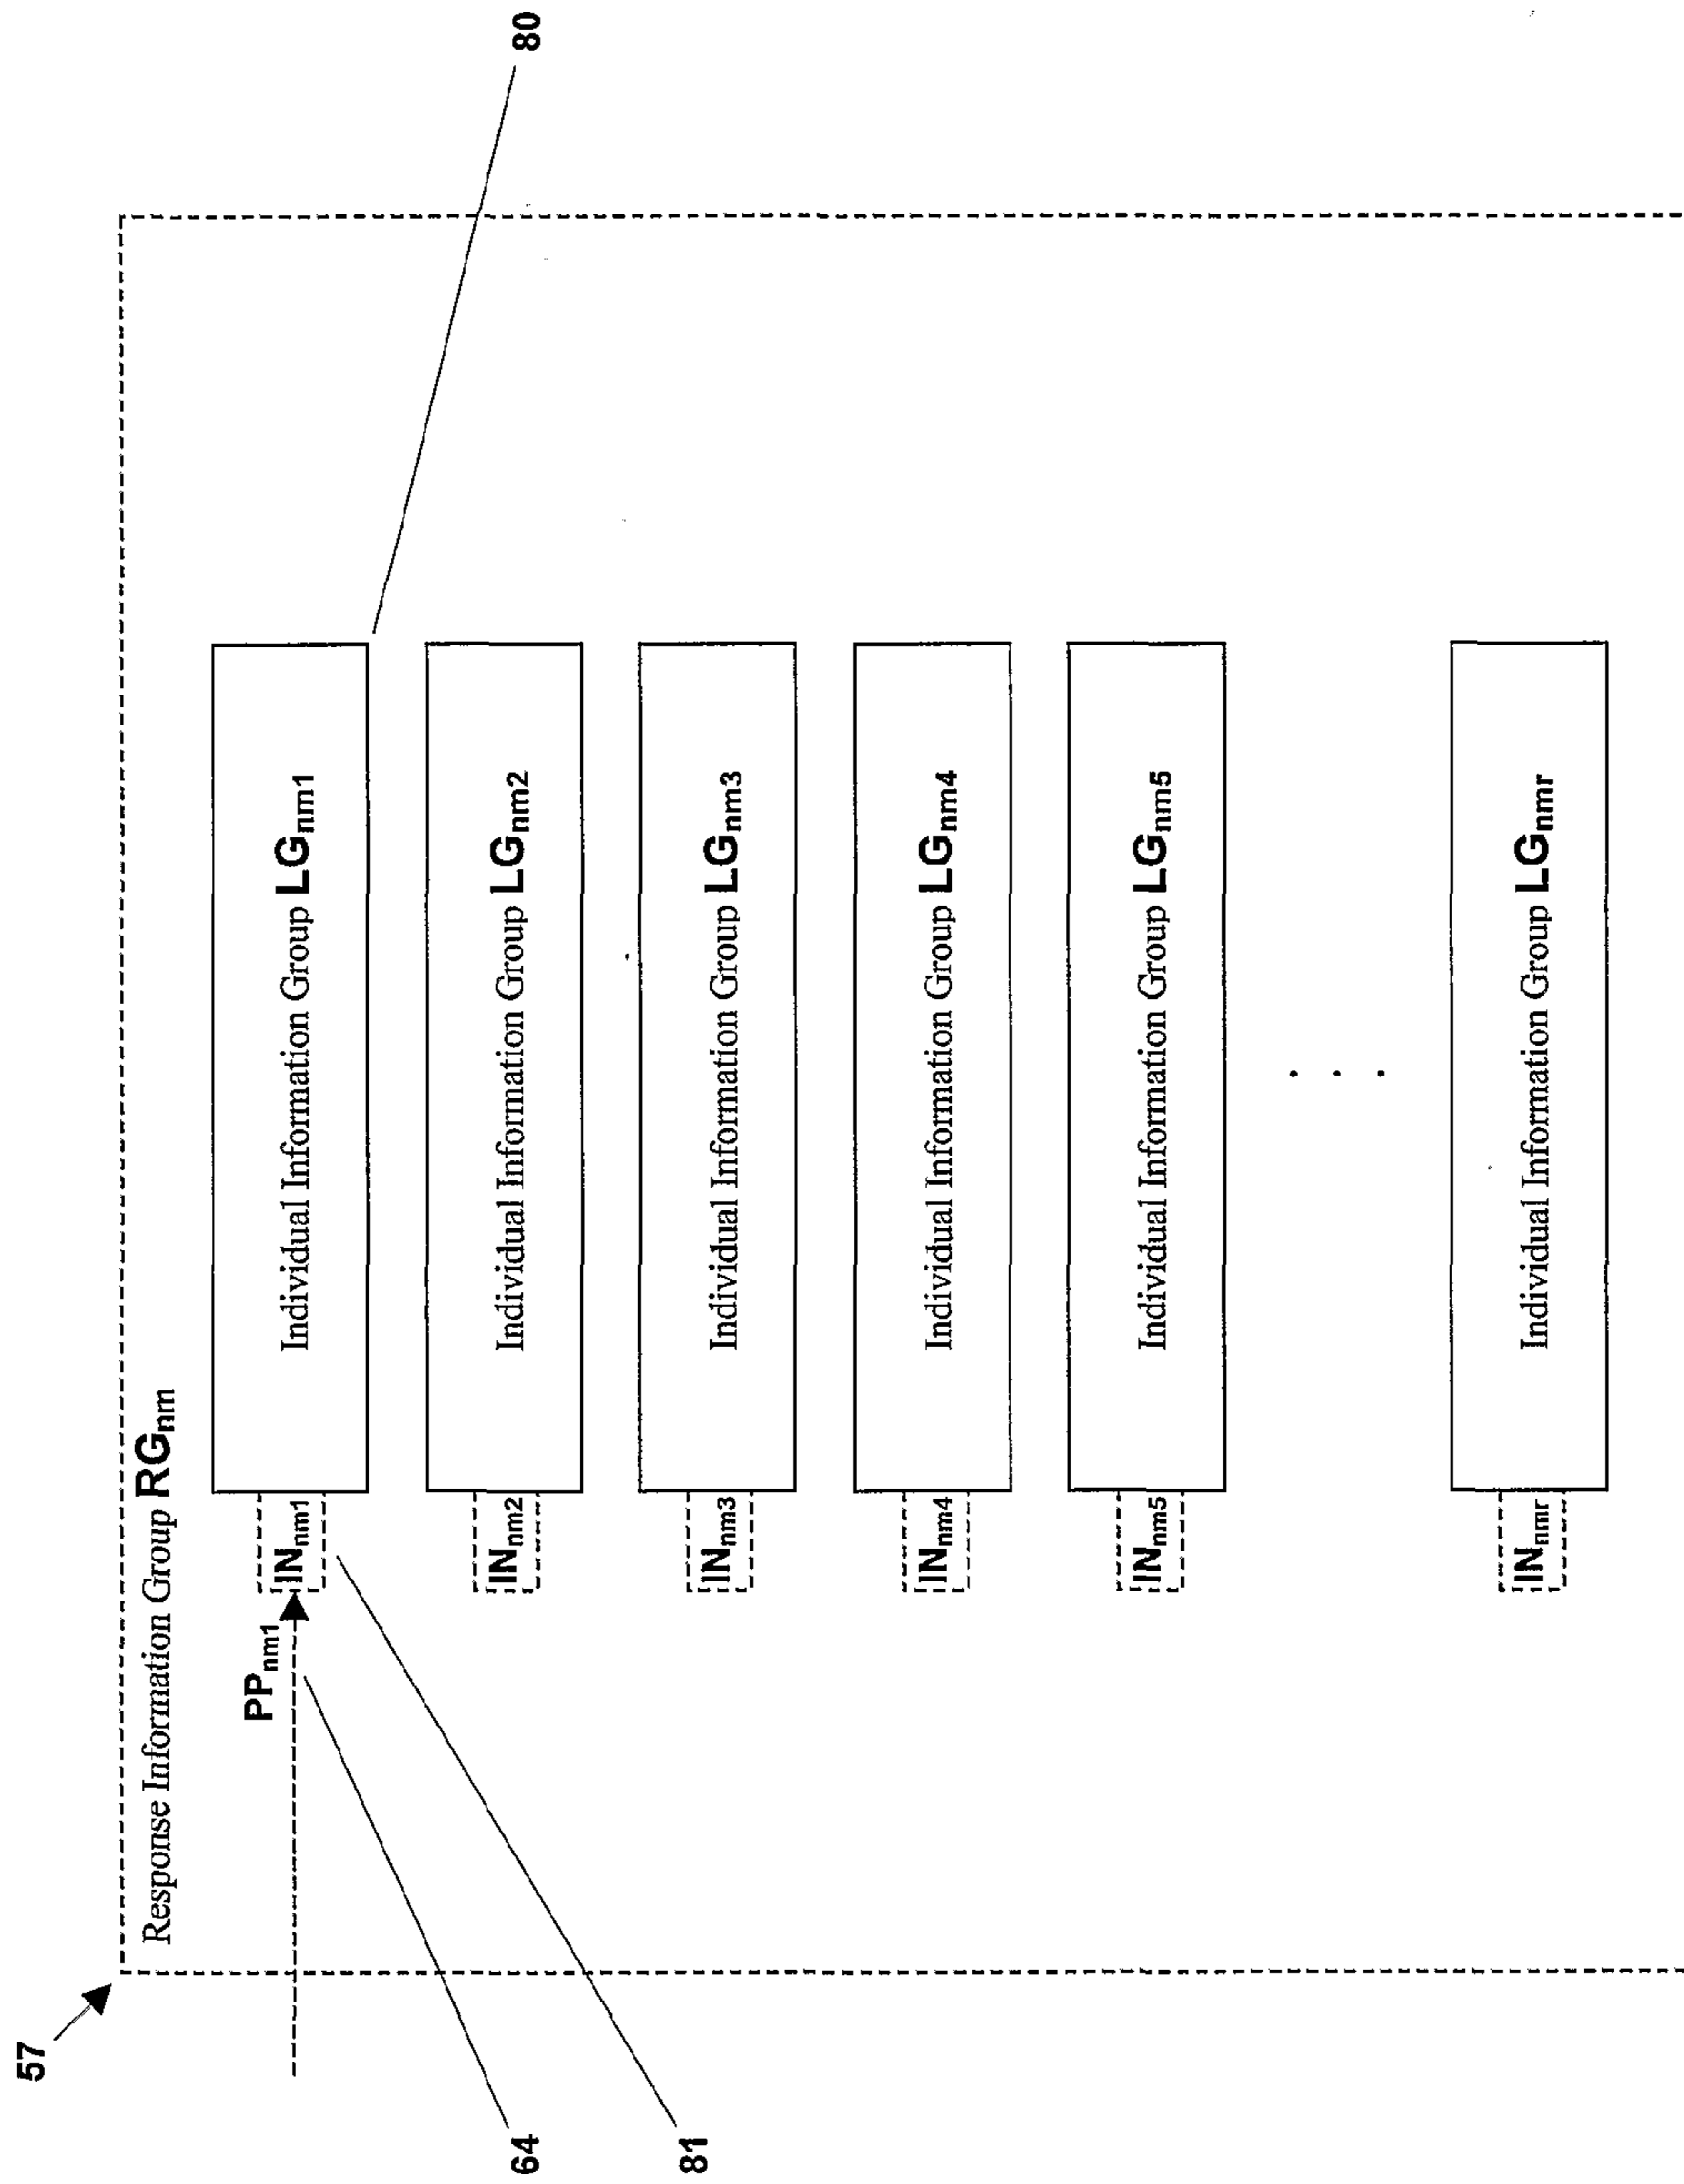 57
80
Response Information Group RGnm
PPnm1
INnm1
Individual Information Group LGnm1
INnm2
Individual Information Group LGnm2
INnm3
Individual Information Group LGnm3
INnm4
Individual Information Group LGnm4
INnm5
Individual Information Group LGnm5
. . .
INnmr
Individual Information Group LGnmr
64
81